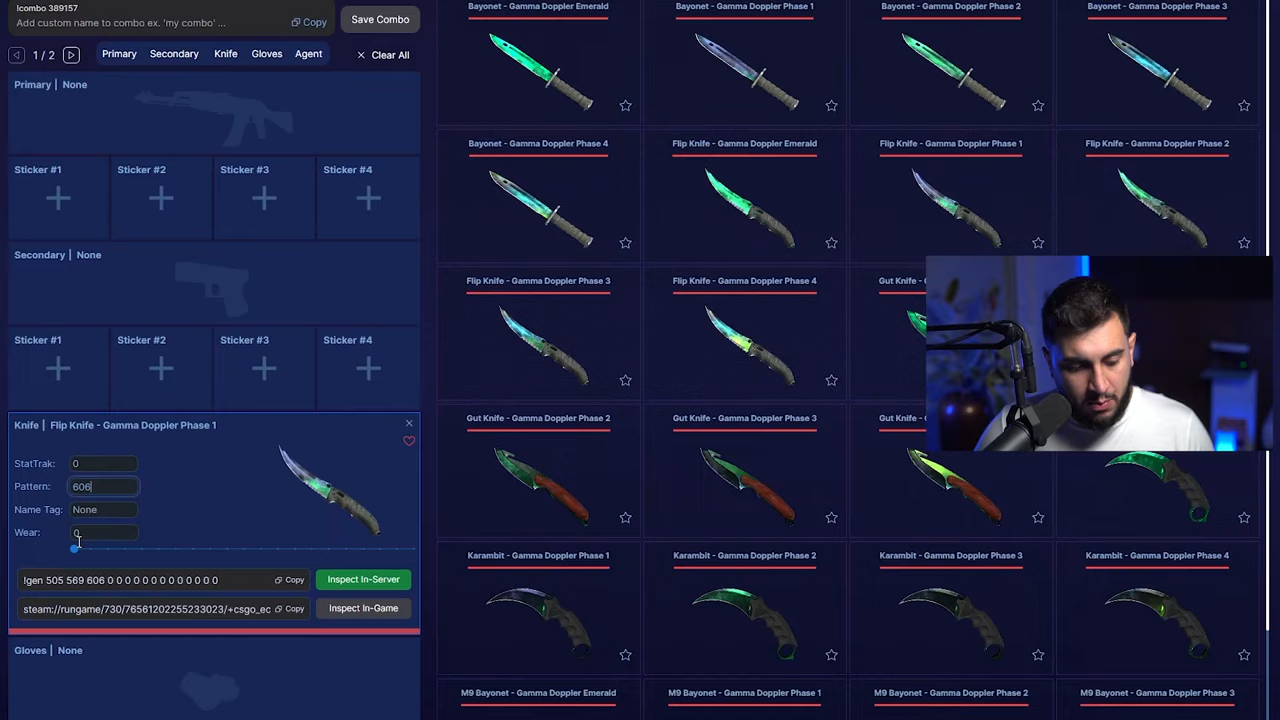 !combo 389157
Add custom name to combo ex. 'my combo' ...
Copy
Save Combo
1 / 2
Primary
Secondary
Knife
Gloves
Agent
Clear All
Primary | None
Sticker #1
Sticker #2
Sticker #3
Sticker #4
Secondary | None
Sticker #1
Sticker #2
Sticker #3
Sticker #4
Knife | Flip Knife - Gamma Doppler Phase 1
StatTrak: 0
Pattern: 606
Name Tag: None
Wear: 0
!gen 505 569 606 0 0 0 0 0 0 0 0 0 0 0 0 0
Copy
Inspect In-Server
steam://rungame/730/76561202255233023/+csgo_ec
Copy
Inspect In-Game
Gloves | None
Bayonet - Gamma Doppler Emerald
Bayonet - Gamma Doppler Phase 1
Bayonet - Gamma Doppler Phase 2
Bayonet - Gamma Doppler Phase 3
Bayonet - Gamma Doppler Phase 4
Flip Knife - Gamma Doppler Emerald
Flip Knife - Gamma Doppler Phase 1
Flip Knife - Gamma Doppler Phase 2
Flip Knife - Gamma Doppler Phase 3
Flip Knife - Gamma Doppler Phase 4
Gut Kni
Gut Knife - Gamma Doppler Phase 2
Gut Knife - Gamma Doppler Phase 3
Gut Kni
Karambit - Gamma Doppler Phase 1
Karambit - Gamma Doppler Phase 2
Karambit - Gamma Doppler Phase 3
Karambit - Gamma Doppler Phase 4
M9 Bayonet - Gamma Doppler Emerald
M9 Bayonet - Gamma Doppler Phase 1
M9 Bayonet - Gamma Doppler Phase 2
M9 Bayonet - Gamma Doppler Phase 3